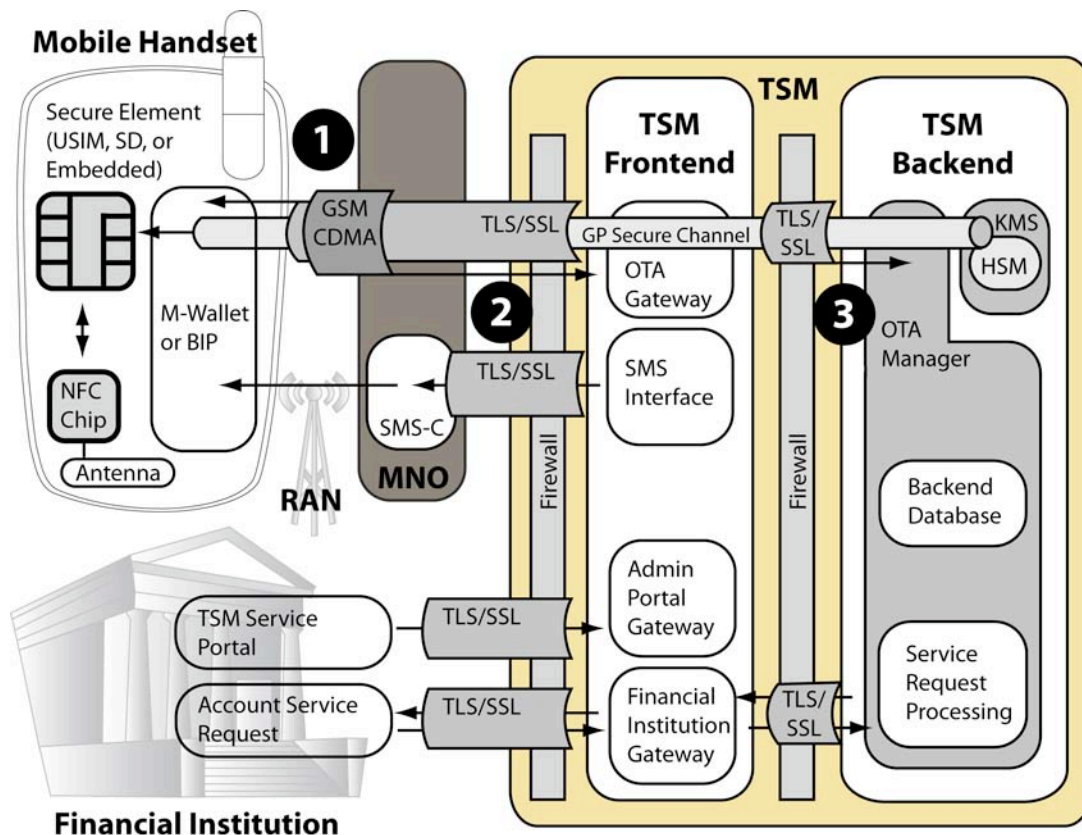 Mobile Handset
Secure Element
(USIM, SD, or
Embedded)
M-Wallet
or BIP
NFC
Chip
Antenna
1
GSM
CDMA
RAN
MNO
SMS-C
2
TLS/SSL
TLS/SSL
Firewall
TSM
TSM
Frontend
GP Secure Channel
OTA
Gateway
SMS
Interface
Admin
Portal
Gateway
Financial
Institution
Gateway
TLS/
SSL
3
Firewall
TLS/
SSL
TSM
Backend
KMS
HSM
OTA
Manager
Backend
Database
Service
Request
Processing
TSM Service
Portal
TLS/SSL
Account Service
Request
TLS/SSL
Financial Institution